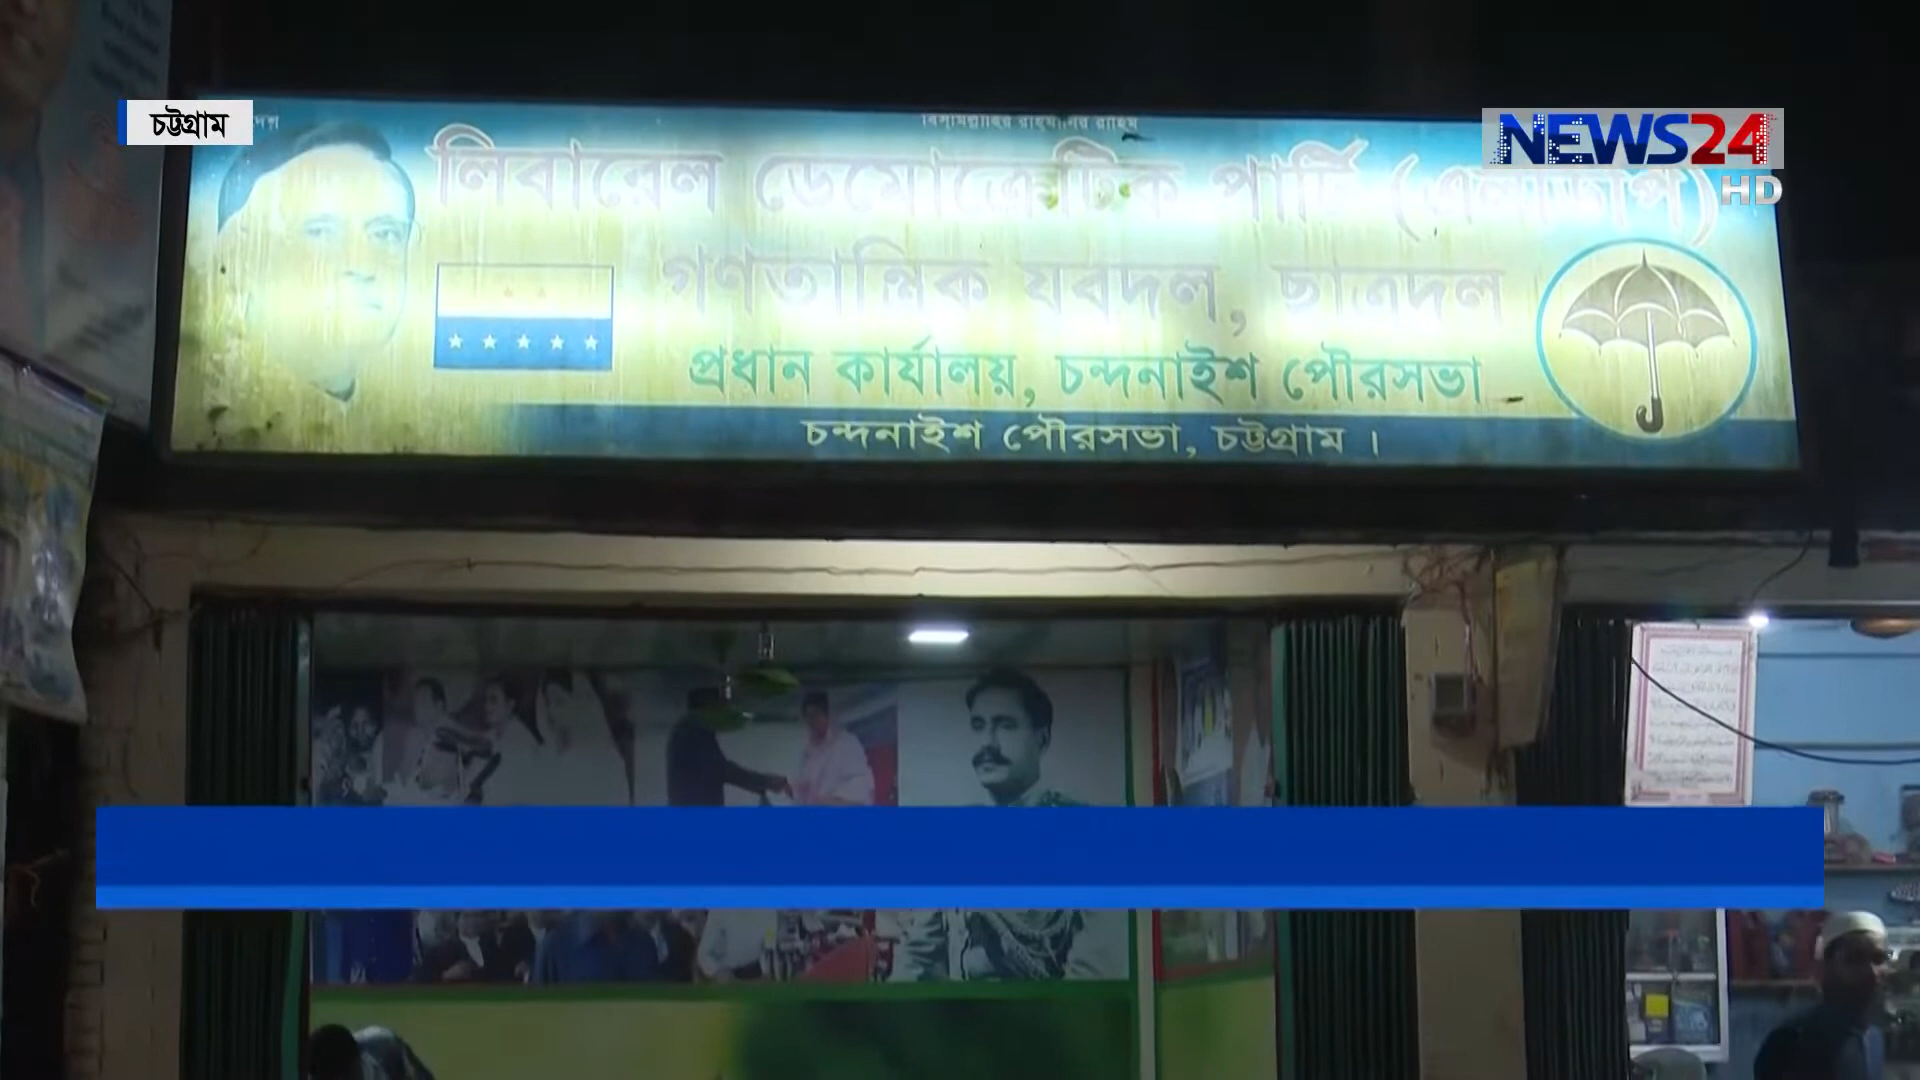 চট্টগ্রাম
NEWS24
HD
বিসমিল্লাহির রাহমানির রাহিম
লিবারেল ডেমোক্রেটিক পার্টি (এলডিপি)
গণতান্ত্রিক যুবদল, ছাত্রদল
প্রধান কার্যালয়, চন্দনাইশ পৌরসভা
চন্দনাইশ পৌরসভা, চট্টগ্রাম ।